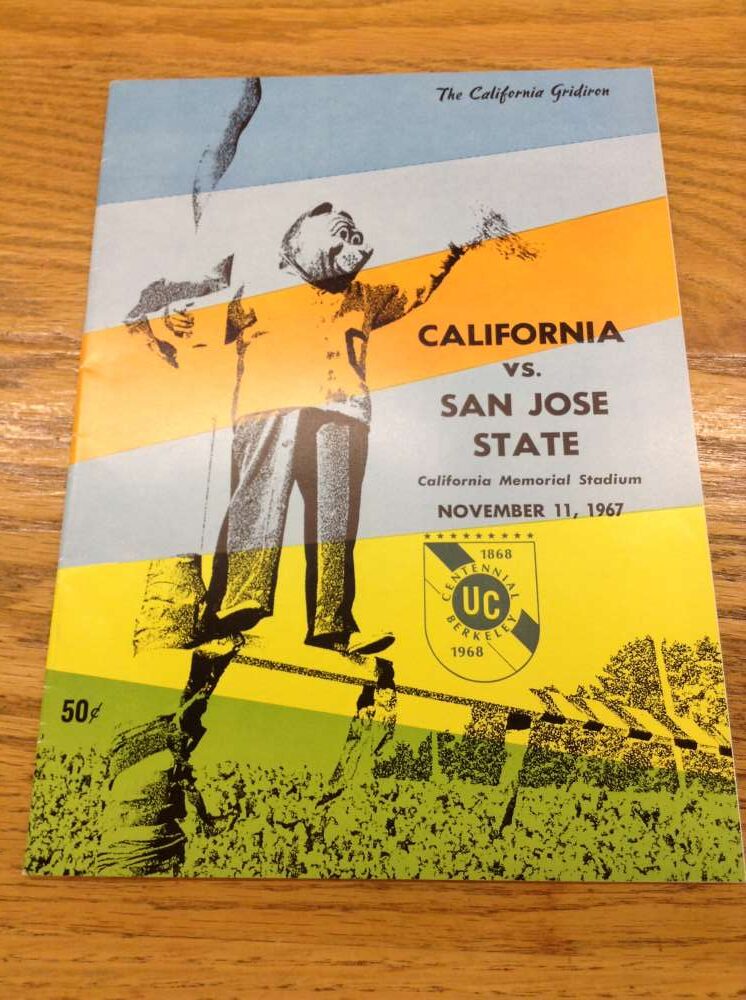 The California Gridiron
CALIFORNIA
VS.
SAN JOSE
STATE
California Memorial Stadium
NOVEMBER 11, 1967
1868
CENTENNIAL
UC
BERKELEY
1968
50¢